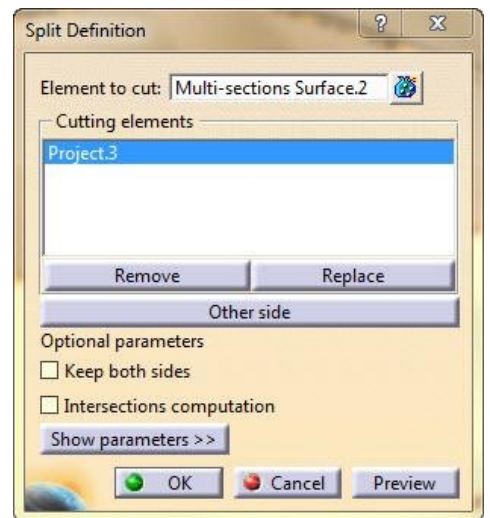 Split Definition
? X
Element to cut: Multi-sections Surface.2
Cutting elements
Project.3
Remove Replace
Other side
Optional parameters
Keep both sides
Intersections computation
Show parameters >>
OK Cancel Preview